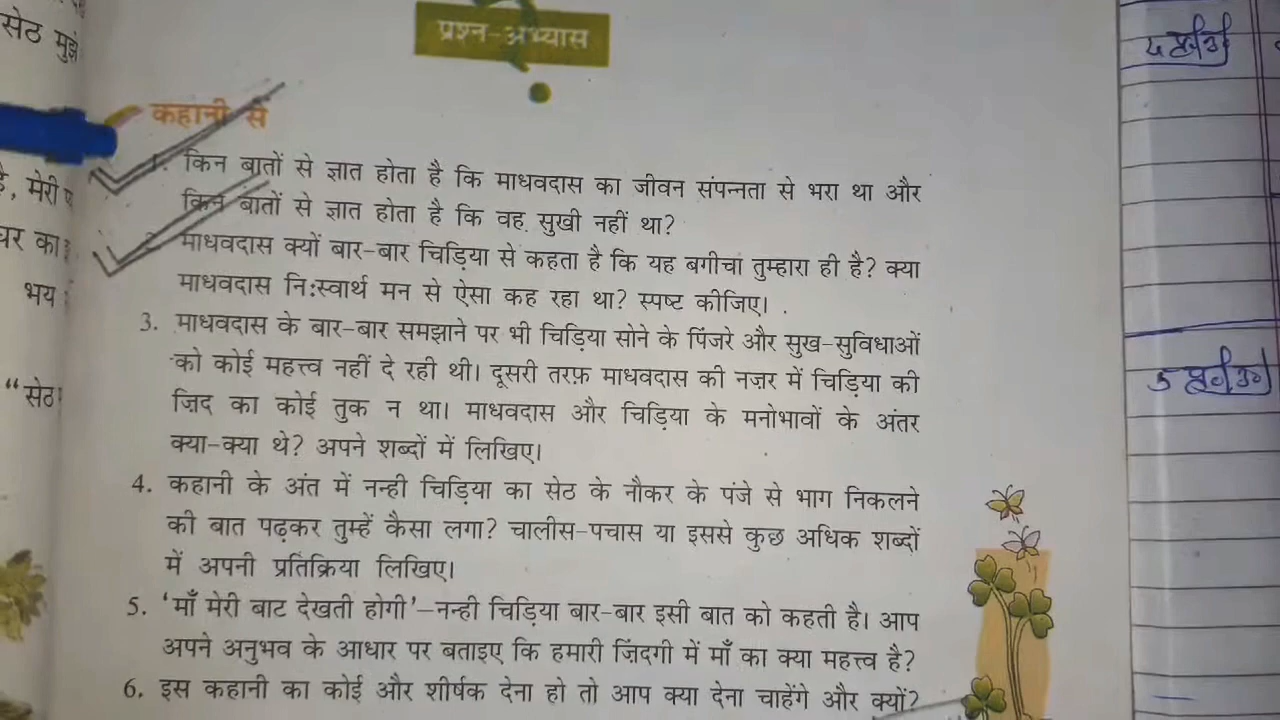 सेठ मुझे
प्रश्न-अभ्यास
कहानी से
किन बातों से ज्ञात होता है कि माधवदास का जीवन संपन्नता से भरा था और
किन बातों से ज्ञात होता है कि वह सुखी नहीं था?
माधवदास क्यों बार-बार चिड़िया से कहता है कि यह बगीचा तुम्हारा ही है? क्या
माधवदास निःस्वार्थ मन से ऐसा कह रहा था? स्पष्ट कीजिए।
3. माधवदास के बार-बार समझाने पर भी चिड़िया सोने के पिंजरे और सुख-सुविधाओं
को कोई महत्त्व नहीं दे रही थी। दूसरी तरफ़ माधवदास की नज़र में चिड़िया की
ज़िद का कोई तुक न था। माधवदास और चिड़िया के मनोभावों के अंतर
क्या-क्या थे? अपने शब्दों में लिखिए।
4. कहानी के अंत में नन्ही चिड़िया का सेठ के नौकर के पंजे से भाग निकलने
की बात पढ़कर तुम्हें कैसा लगा? चालीस-पचास या इससे कुछ अधिक शब्दों
में अपनी प्रतिक्रिया लिखिए।
5. ‘माँ मेरी बाट देखती होगी’–नन्ही चिड़िया बार-बार इसी बात को कहती है। आप
अपने अनुभव के आधार पर बताइए कि हमारी ज़िंदगी में माँ का क्या महत्त्व है?
6. इस कहानी का कोई और शीर्षक देना हो तो आप क्या देना चाहेंगे और क्यों?
मेरी
घर का
भय
“सेठ